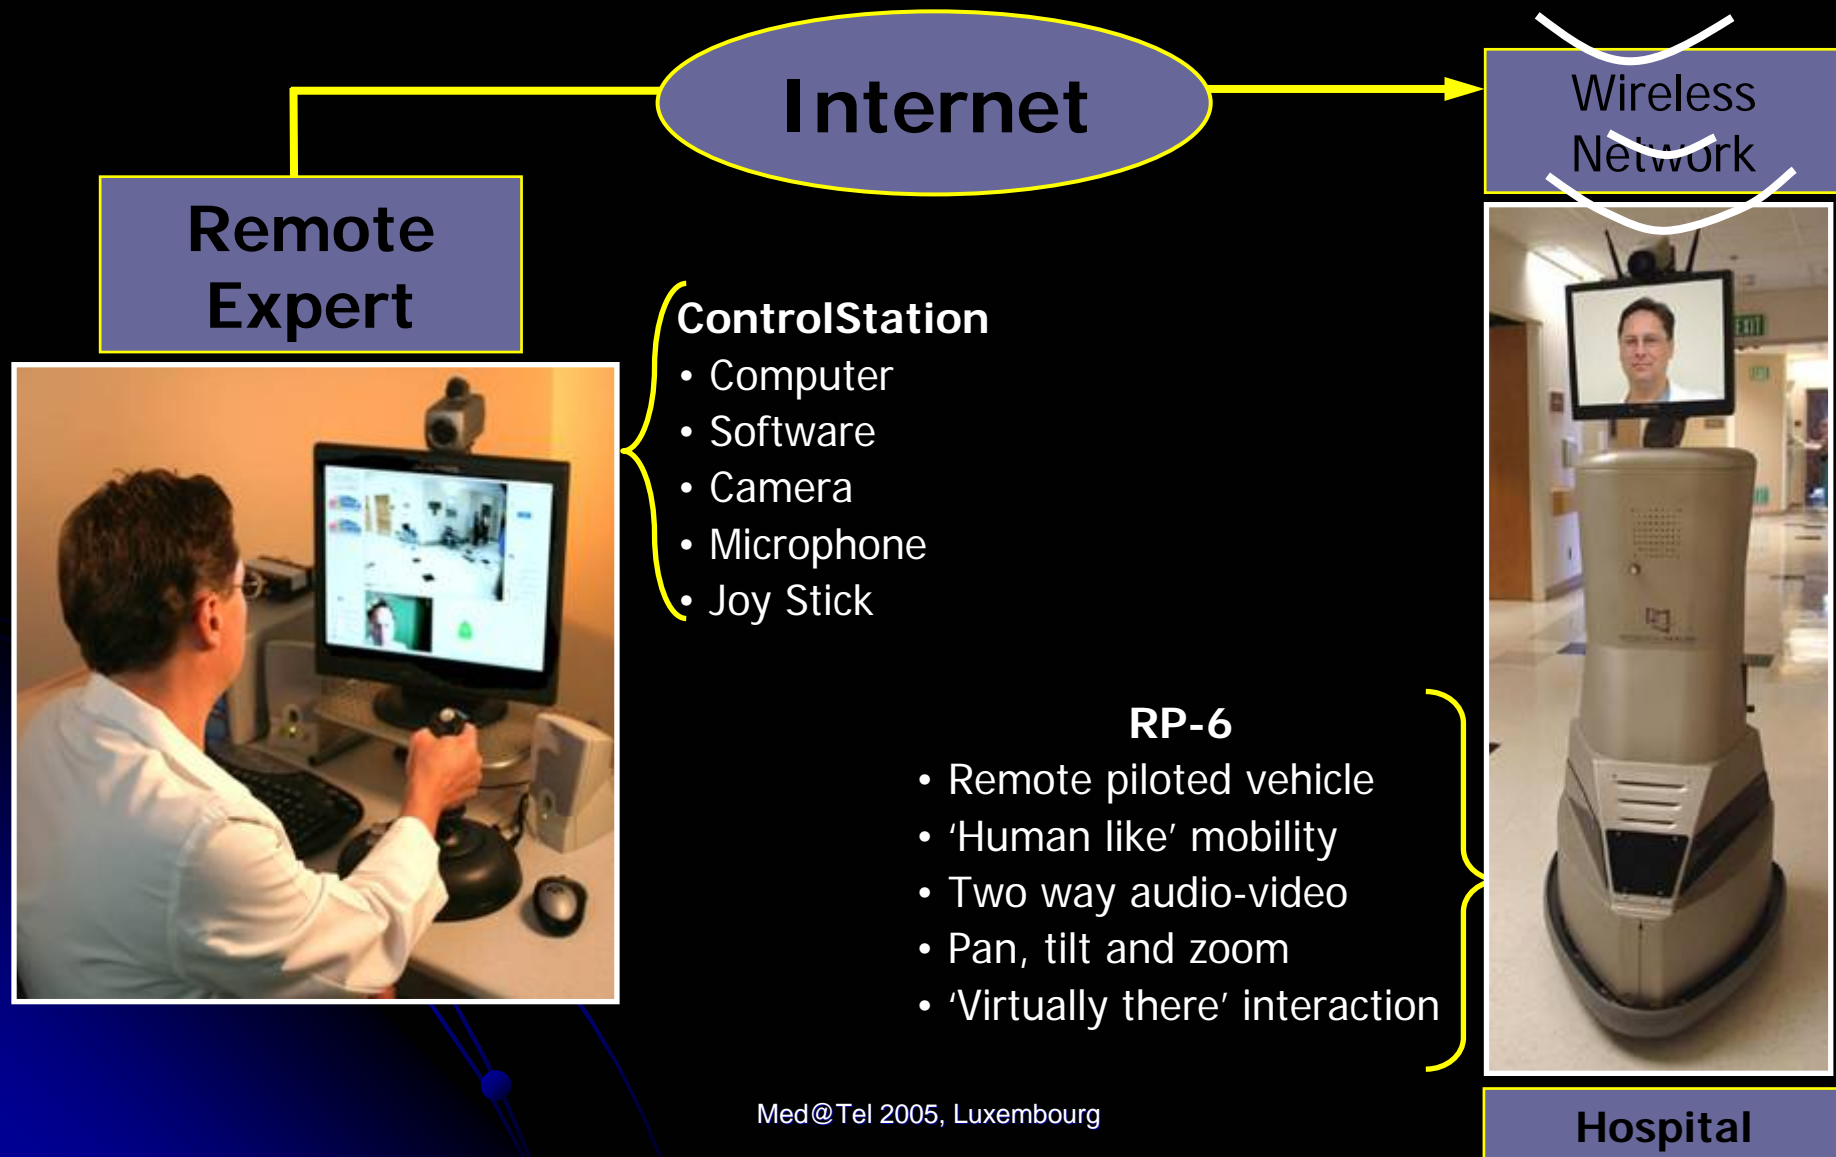 Internet
Wireless
Network
Remote
Expert
ControlStation
• Computer
• Software
• Camera
• Microphone
• Joy Stick
EXIT
RP-6
• Remote piloted vehicle
• ‘Human like’ mobility
• Two way audio-video
• Pan, tilt and zoom
• ‘Virtually there’ interaction
Med@Tel 2005, Luxembourg
Hospital